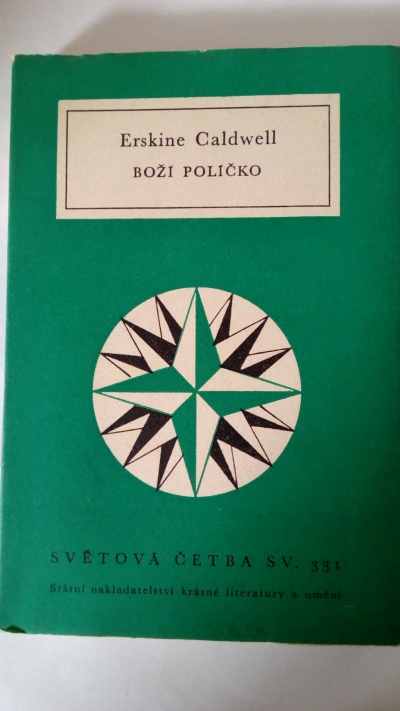 Erskine Caldwell
BOŽÍ POLÍČKO
SVĚTOVÁ ČETBA SV. 331
Státní nakladatelství krásné literatury a umění